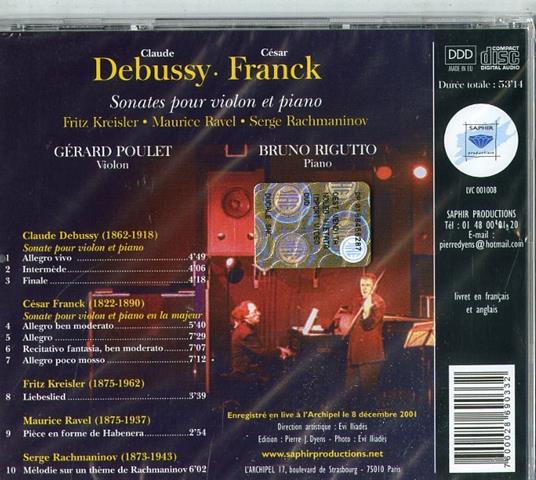 Claude César
Debussy · Franck
Sonates pour violon et piano
Fritz Kreisler • Maurice Ravel • Serge Rachmaninov
GÉRARD POULET
Violon
BRUNO RIGUTTO
Piano
Claude Debussy (1862-1918)
Sonate pour violon et piano
1 Allegro vivo 4'49
2 Intermède 4'06
3 Finale 4'18
César Franck (1822-1890)
Sonate pour violon et piano en la majeur
4 Allegro ben moderato 5'40
5 Allegro 7'29
6 Recitativo fantasia, ben moderato 7'07
7 Allegro poco mosso 7'12
Fritz Kreisler (1875-1962)
8 Liebeslied 3'39
Maurice Ravel (1875-1937)
9 Pièce en forme de Habenera 2'54
Serge Rachmaninov (1873-1943)
10 Mélodie sur un thème de Rachmaninov 6'02
Enregistré en live à l'Archipel le 8 décembre 2001
Direction artistique : Evi Iliadès
Edition : Pierre J. Dyens - Photo : Evi Iliadès
www.saphirproductions.net
L'ARCHIPEL 17, boulevard de Strasbourg - 75010 Paris
DDD
MADE IN EU
COMPACT
disc
DIGITAL AUDIO
Durée totale : 53'14
SAPHIR
productions
LVC 001008
SAPHIR PRODUCTIONS
Tél : 01 48 00 01 20
E-mail :
pierredyens@hotmail.com
livret en français
et anglais
7600028690332